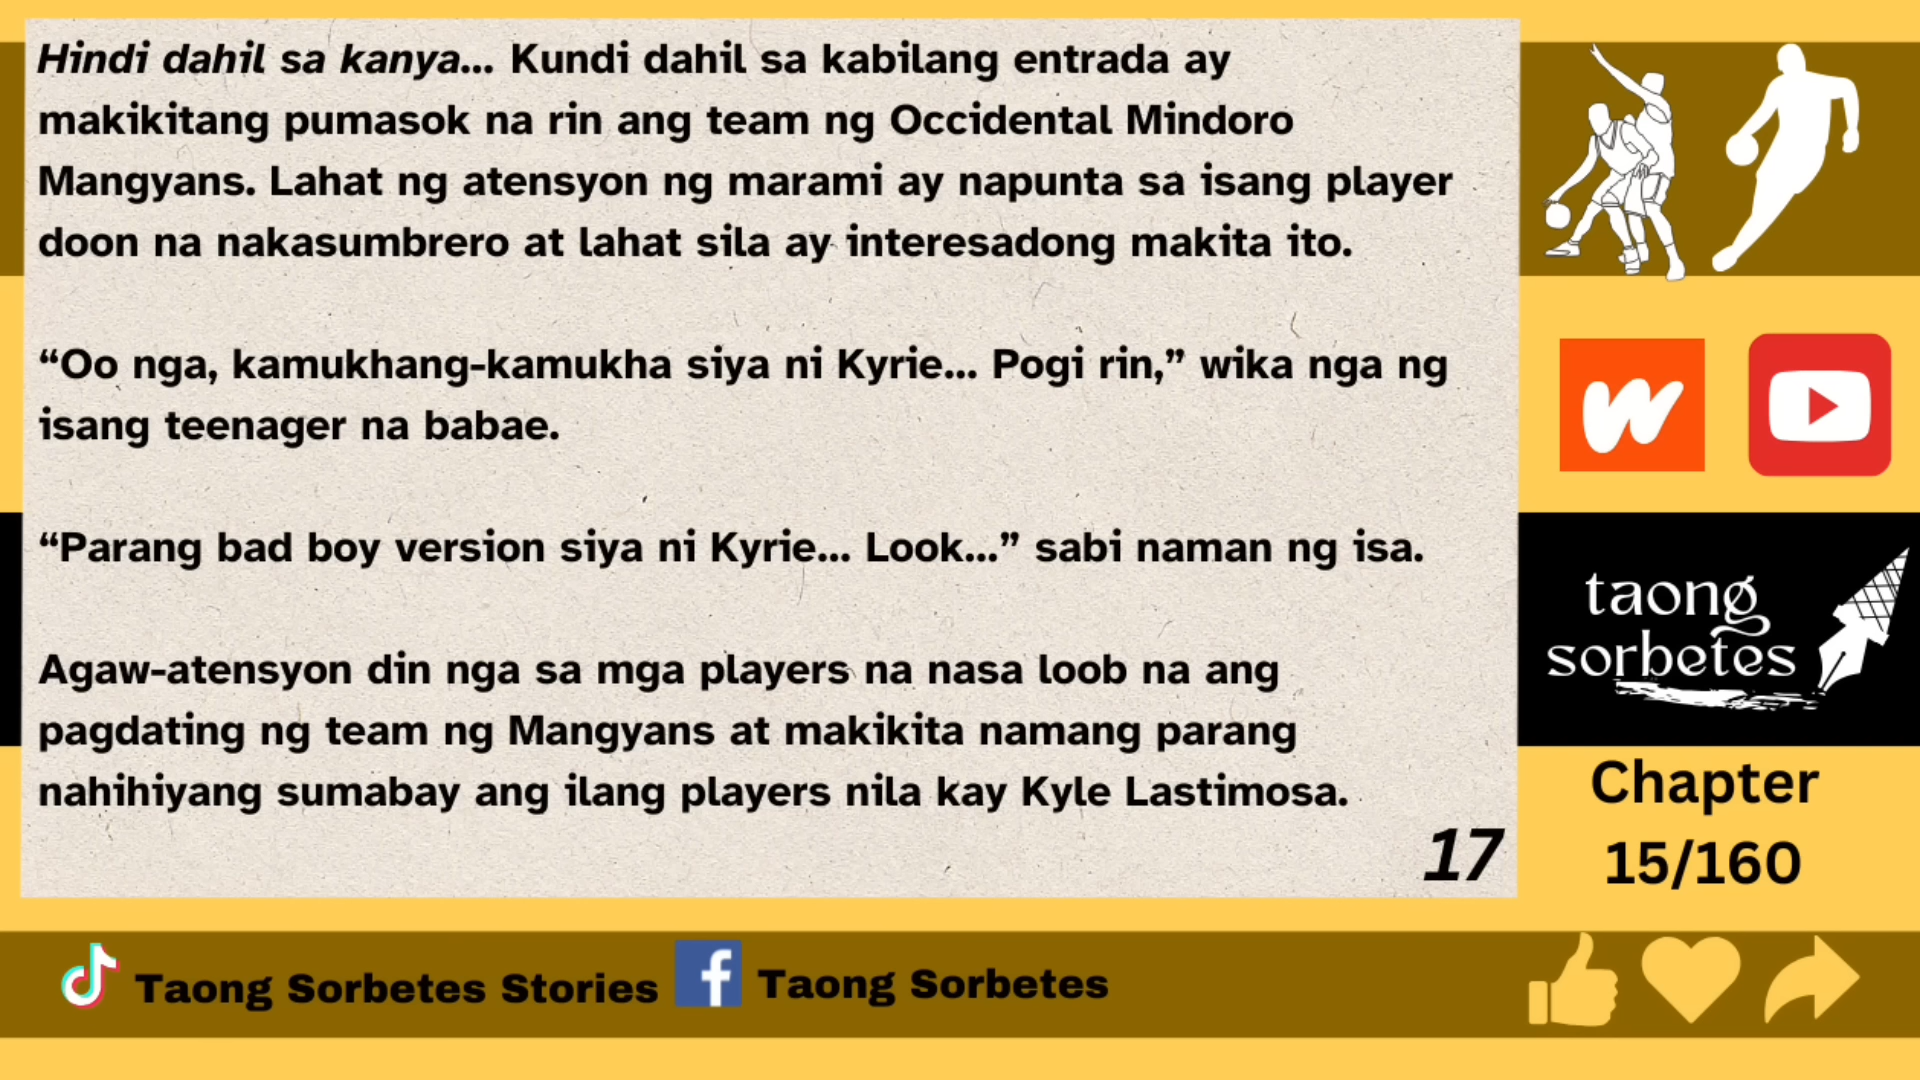 Hindi dahil sa kanya... Kundi dahil sa kabilang entrada ay
makikitang pumasok na rin ang team ng Occidental Mindoro
Mangyans. Lahat ng atensyon ng marami ay napunta sa isang player
doon na nakasumbrero at lahat sila ay interesadong makita ito.
“Oo nga, kamukhang-kamukha siya ni Kyrie... Pogi rin,” wika nga ng
isang teenager na babae.
“Parang bad boy version siya ni Kyrie... Look...” sabi naman ng isa.
Agaw-atensyon din nga sa mga players na nasa loob na ang
pagdating ng team ng Mangyans at makikita namang parang
nahihiyang sumabay ang ilang players nila kay Kyle Lastimosa.
17
taong
sorbetes
Chapter
15/160
Taong Sorbetes Stories
Taong Sorbetes